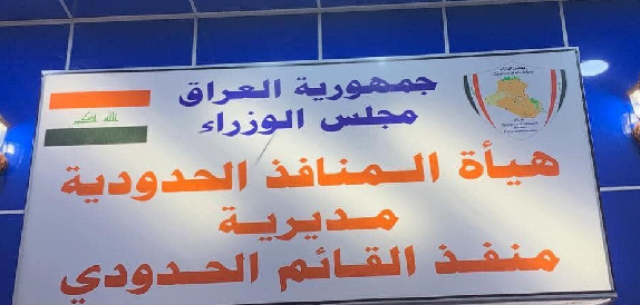 جمهورية العراق
مجلس الوزراء
هيأة المنافذ الحدودية
مديرية
منفذ القائم الحدودي